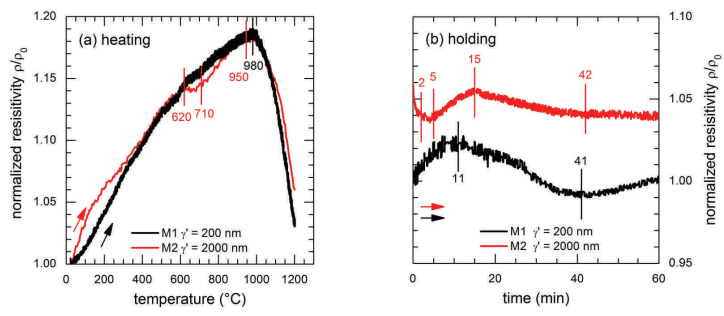 (a) heating
normalized resisitivity ρ/ρ0
1.20
1.15
1.10
1.05
1.00
620
710
950
980
M1 γ' = 200 nm
M2 γ' = 2000 nm
0 200 400 600 800 1000 1200
temperature (°C)
(b) holding
2
5
15
42
11
41
M1 γ' = 200 nm
M2 γ' = 2000 nm
0 10 20 30 40 50 60
time (min)
1.10
1.05
1.00
0.95
normalized resisitivity ρ/ρ0